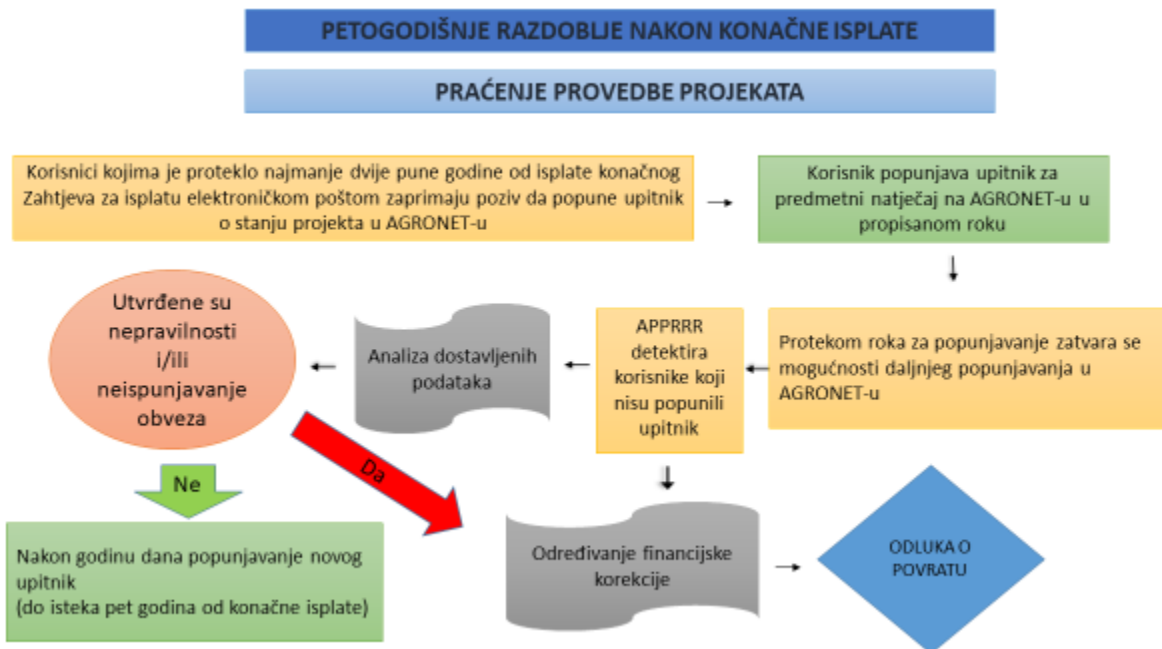 PETOGODIŠNJE RAZDOBLJE NAKON KONAČNE ISPLATE
PRAĆENJE PROVEDBE PROJEKATA
Korisnici kojima je proteklo najmanje dvije pune godine od isplate konačnog
Zahtjeva za isplatu elektroničkom poštom zaprimaju poziv da popune upitnik
o stanju projekta u AGRONET-u
Korisnik popunjava upitnik za
predmetni natječaj na AGRONET-u u
propisanom roku
Protekom roka za popunjavanje zatvara se
mogućnosti daljnjeg popunjavanja u
AGRONET-u
APPRRR
detektira
korisnike koji
nisu popunili
upitnik
Analiza dostavljenih
podataka
Utvrđene su
nepravilnosti
i/ili
neispunjavanje
obveza
Da
Ne
Nakon godinu dana popunjavanje novog
upitnik
(do isteka pet godina od konačne isplate)
Određivanje financijske
korekcije
ODLUKA O
POVRATU